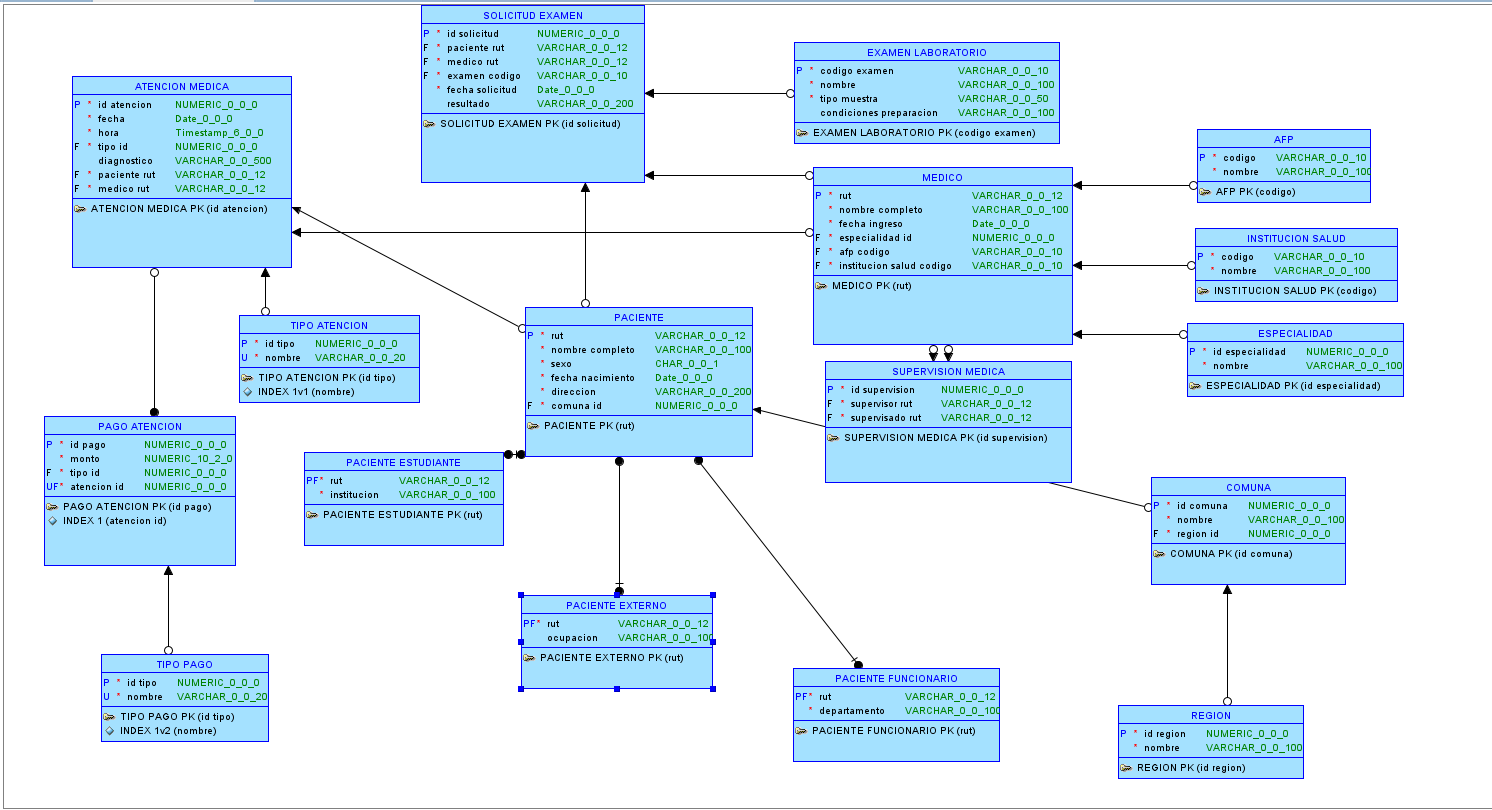 SOLICITUD EXAMEN
P * id solicitud NUMERIC_0_0_0
F * paciente rut VARCHAR_0_0_12
F * medico rut VARCHAR_0_0_12
F * examen codigo VARCHAR_0_0_10
* fecha solicitud Date_0_0_0
resultado VARCHAR_0_0_200
SOLICITUD EXAMEN PK (id solicitud)
EXAMEN LABORATORIO
P * codigo examen VARCHAR_0_0_10
* nombre VARCHAR_0_0_100
* tipo muestra VARCHAR_0_0_50
condiciones preparacion VARCHAR_0_0_100
EXAMEN LABORATORIO PK (codigo examen)
ATENCION MEDICA
P * id atencion NUMERIC_0_0_0
* fecha Date_0_0_0
* hora Timestamp_6_0_0
F * tipo id NUMERIC_0_0_0
diagnostico VARCHAR_0_0_500
F * paciente rut VARCHAR_0_0_12
F * medico rut VARCHAR_0_0_12
ATENCION MEDICA PK (id atencion)
AFP
P * codigo VARCHAR_0_0_10
* nombre VARCHAR_0_0_100
AFP PK (codigo)
MEDICO
P * rut VARCHAR_0_0_12
* nombre completo VARCHAR_0_0_100
* fecha ingreso Date_0_0_0
F * especialidad id NUMERIC_0_0_0
F * afp codigo VARCHAR_0_0_10
F * institucion salud codigo VARCHAR_0_0_10
MEDICO PK (rut)
INSTITUCION SALUD
P * codigo VARCHAR_0_0_10
* nombre VARCHAR_0_0_100
INSTITUCION SALUD PK (codigo)
TIPO ATENCION
P * id tipo NUMERIC_0_0_0
U * nombre VARCHAR_0_0_20
TIPO ATENCION PK (id tipo)
INDEX 1v1 (nombre)
PACIENTE
P * rut VARCHAR_0_0_12
* nombre completo VARCHAR_0_0_100
* sexo CHAR_0_0_1
* fecha nacimiento Date_0_0_0
* direccion VARCHAR_0_0_200
F * comuna id NUMERIC_0_0_0
PACIENTE PK (rut)
ESPECIALIDAD
P * id especialidad NUMERIC_0_0_0
* nombre VARCHAR_0_0_100
ESPECIALIDAD PK (id especialidad)
SUPERVISION MEDICA
P * id supervision NUMERIC_0_0_0
F * supervisor rut VARCHAR_0_0_12
F * supervisado rut VARCHAR_0_0_12
SUPERVISION MEDICA PK (id supervision)
PAGO ATENCION
P * id pago NUMERIC_0_0_0
* monto NUMERIC_10_2_0
F * tipo id NUMERIC_0_0_0
UF* atencion id NUMERIC_0_0_0
PAGO ATENCION PK (id pago)
INDEX 1 (atencion id)
PACIENTE ESTUDIANTE
PF* rut VARCHAR_0_0_12
* institucion VARCHAR_0_0_100
PACIENTE ESTUDIANTE PK (rut)
COMUNA
P * id comuna NUMERIC_0_0_0
* nombre VARCHAR_0_0_100
F * region id NUMERIC_0_0_0
COMUNA PK (id comuna)
PACIENTE EXTERNO
PF* rut VARCHAR_0_0_12
ocupacion VARCHAR_0_0_100
PACIENTE EXTERNO PK (rut)
TIPO PAGO
P * id tipo NUMERIC_0_0_0
U * nombre VARCHAR_0_0_20
TIPO PAGO PK (id tipo)
INDEX 1v2 (nombre)
PACIENTE FUNCIONARIO
PF* rut VARCHAR_0_0_12
* departamento VARCHAR_0_0_100
PACIENTE FUNCIONARIO PK (rut)
REGION
P * id region NUMERIC_0_0_0
* nombre VARCHAR_0_0_100
REGION PK (id region)